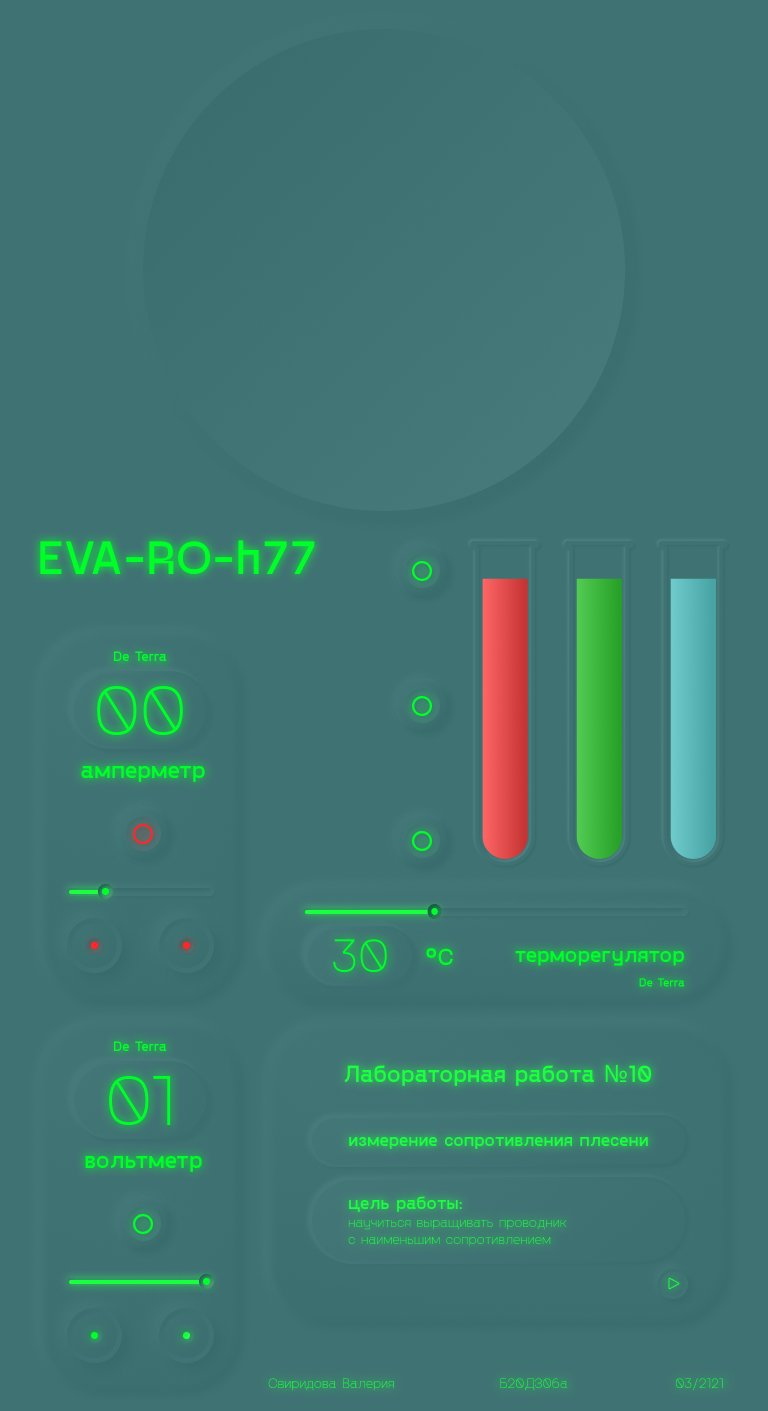 EVA-RO-h77
De Terra
00
амперметр
30 °C
терморегулятор
De Terra
De Terra
01
вольтметр
Лабораторная работа №10
измерение сопротивления плесени
цель работы:
научиться выращивать проводник
с наименьшим сопротивлением
Свиридова Валерия
Б20Д306а
03/2121